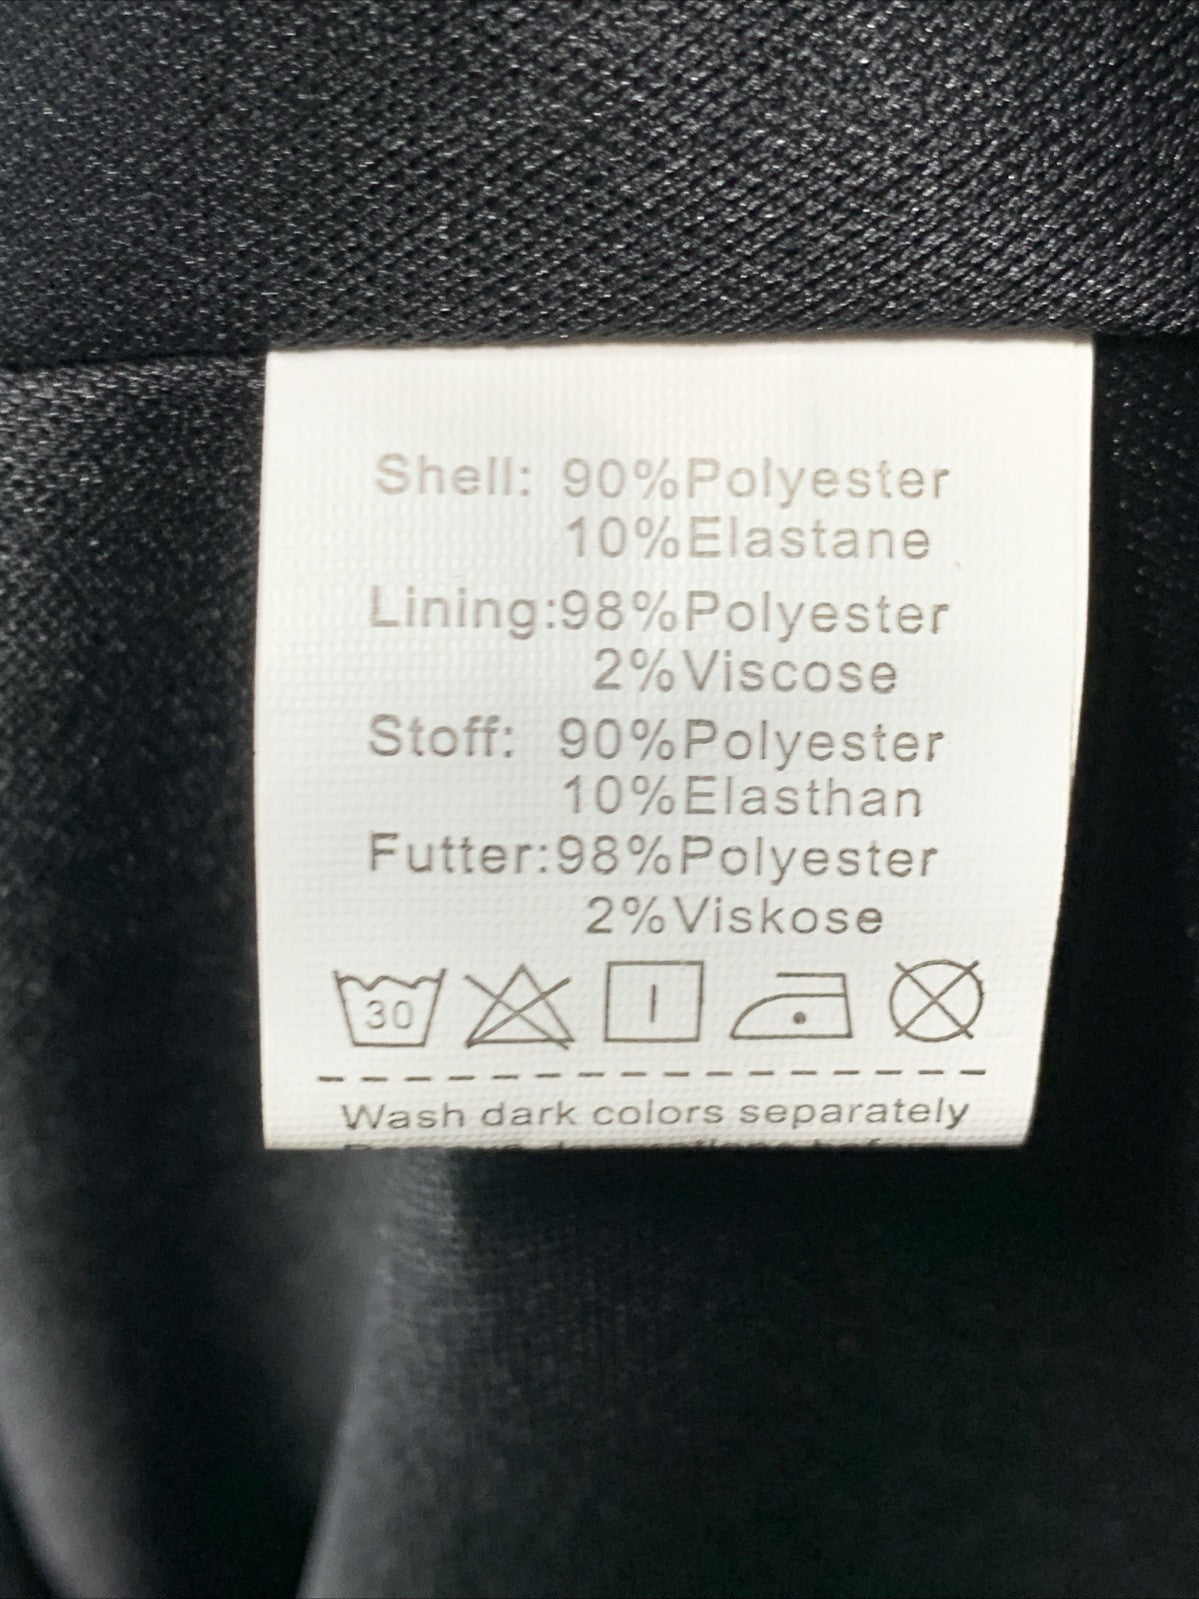 Shell: 90%Polyester
10%Elastane
Lining:98%Polyester
2%Viscose
Stoff: 90%Polyester
10%Elasthan
Futter:98%Polyester
2%Viskose
30
Wash dark colors separately